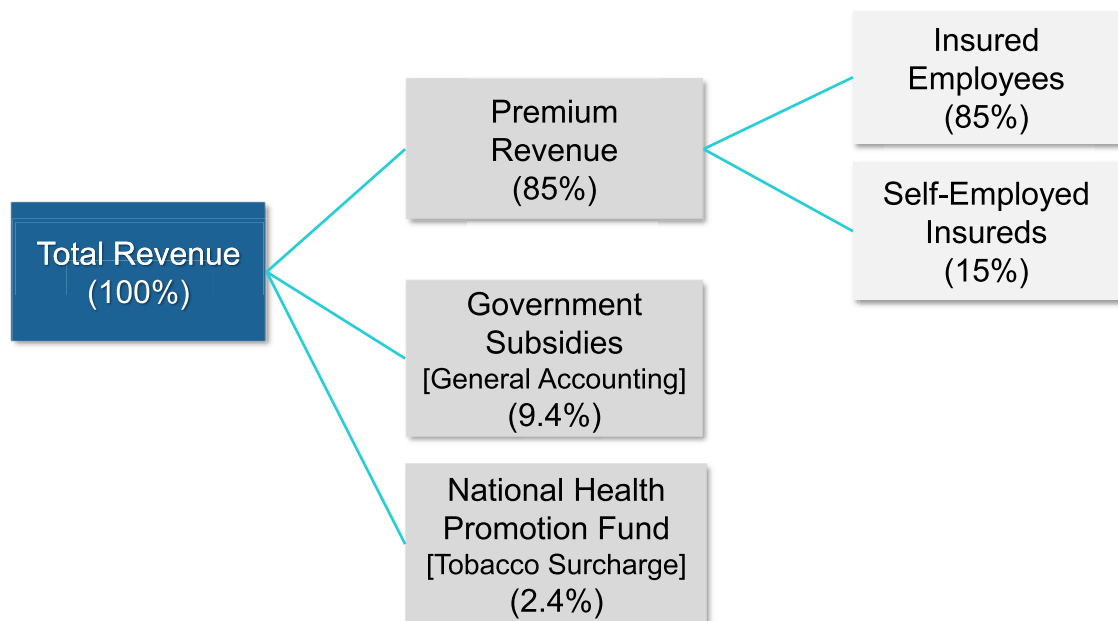 Total Revenue
(100%)
Premium
Revenue
(85%)
Government
Subsidies
[General Accounting]
(9.4%)
National Health
Promotion Fund
[Tobacco Surcharge]
(2.4%)
Insured
Employees
(85%)
Self-Employed
Insureds
(15%)